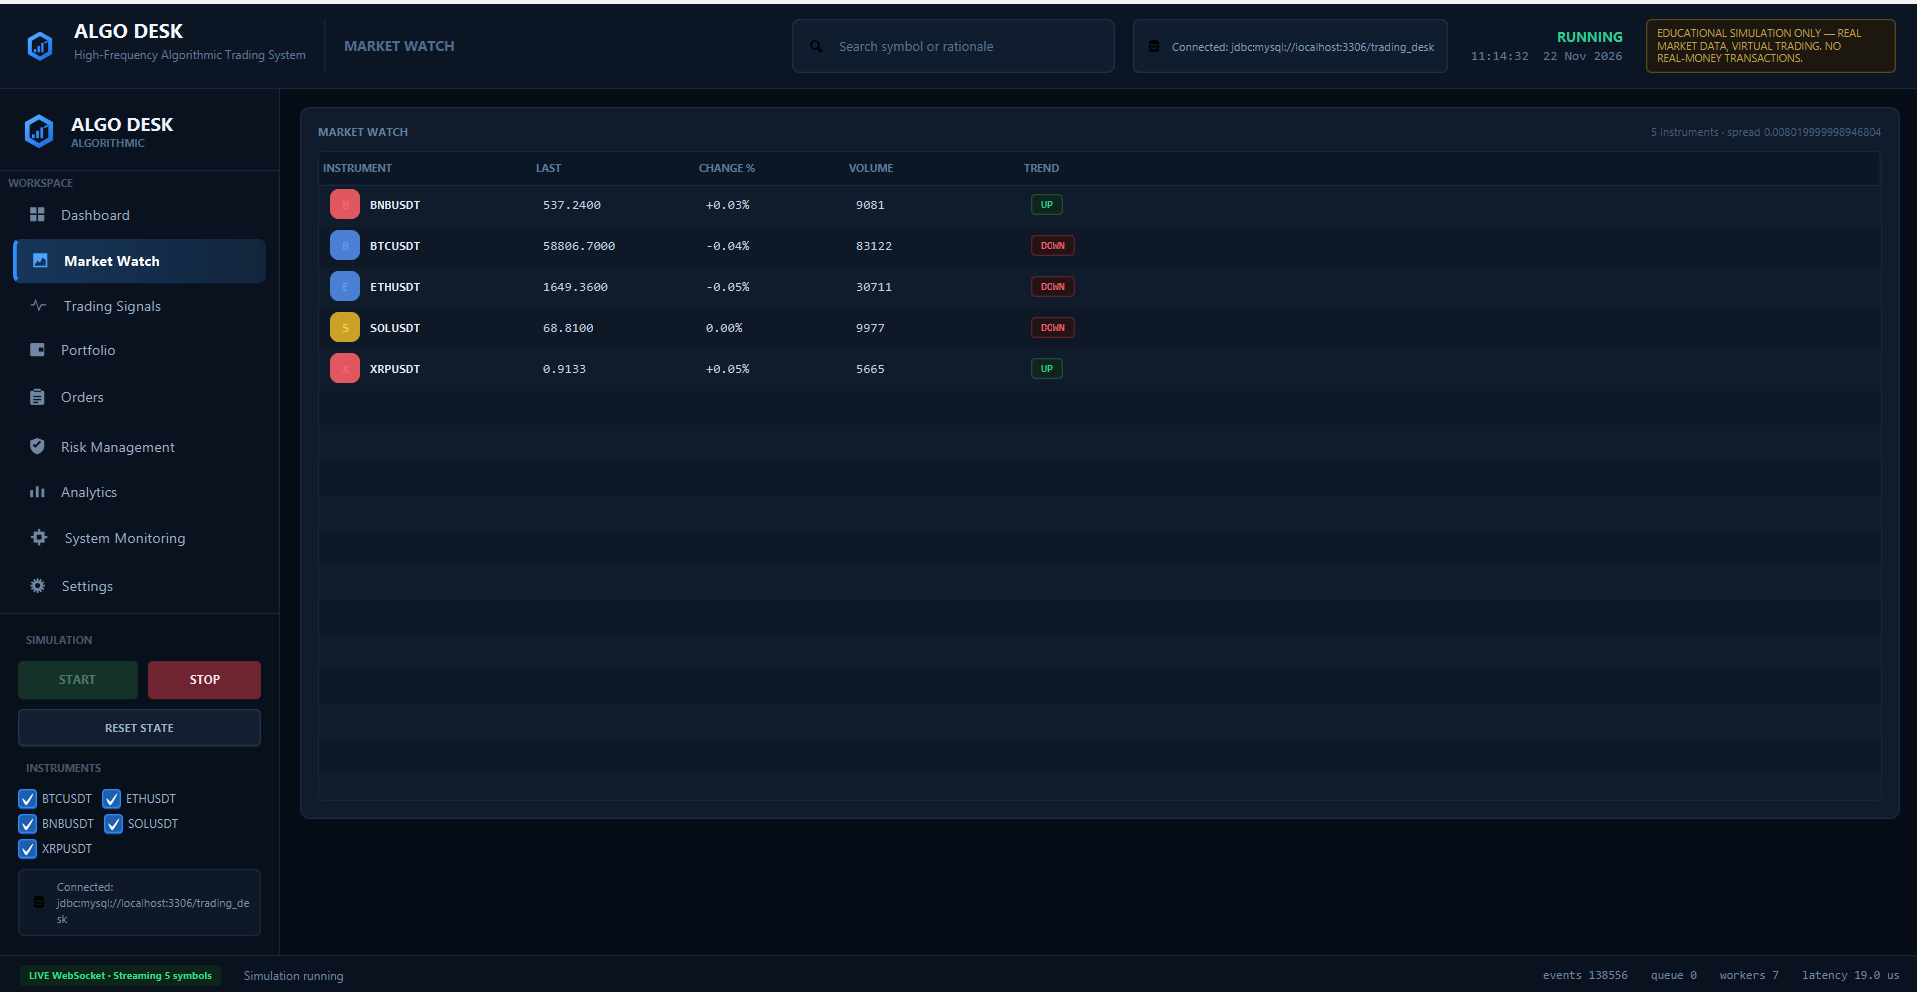 ALGO DESK
High-Frequency Algorithmic Trading System
MARKET WATCH
Search symbol or rationale
Connected: jdbc:mysql://localhost:3306/trading_desk
RUNNING
11:14:32 22 Nov 2026
EDUCATIONAL SIMULATION ONLY — REAL
MARKET DATA, VIRTUAL TRADING. NO
REAL-MONEY TRANSACTIONS.
ALGO DESK
ALGORITHMIC
WORKSPACE
Dashboard
Market Watch
Trading Signals
Portfolio
Orders
Risk Management
Analytics
System Monitoring
Settings
SIMULATION
START STOP
RESET STATE
INSTRUMENTS
BTCUSDT ETHUSDT
BNBUSDT SOLUSDT
XRPUSDT
Connected:
jdbc:mysql://localhost:3306/trading_de
sk
MARKET WATCH
5 instruments · spread 0.008019999998946804
INSTRUMENT LAST CHANGE % VOLUME TREND
B BNBUSDT 537.2400 +0.03% 9081 UP
B BTCUSDT 58806.7000 -0.04% 83122 DOWN
E ETHUSDT 1649.3600 -0.05% 30711 DOWN
S SOLUSDT 68.8100 0.00% 9977 DOWN
X XRPUSDT 0.9133 +0.05% 5665 UP
LIVE WebSocket · Streaming 5 symbols
Simulation running
events 138556 queue 0 workers 7 latency 19.0 us